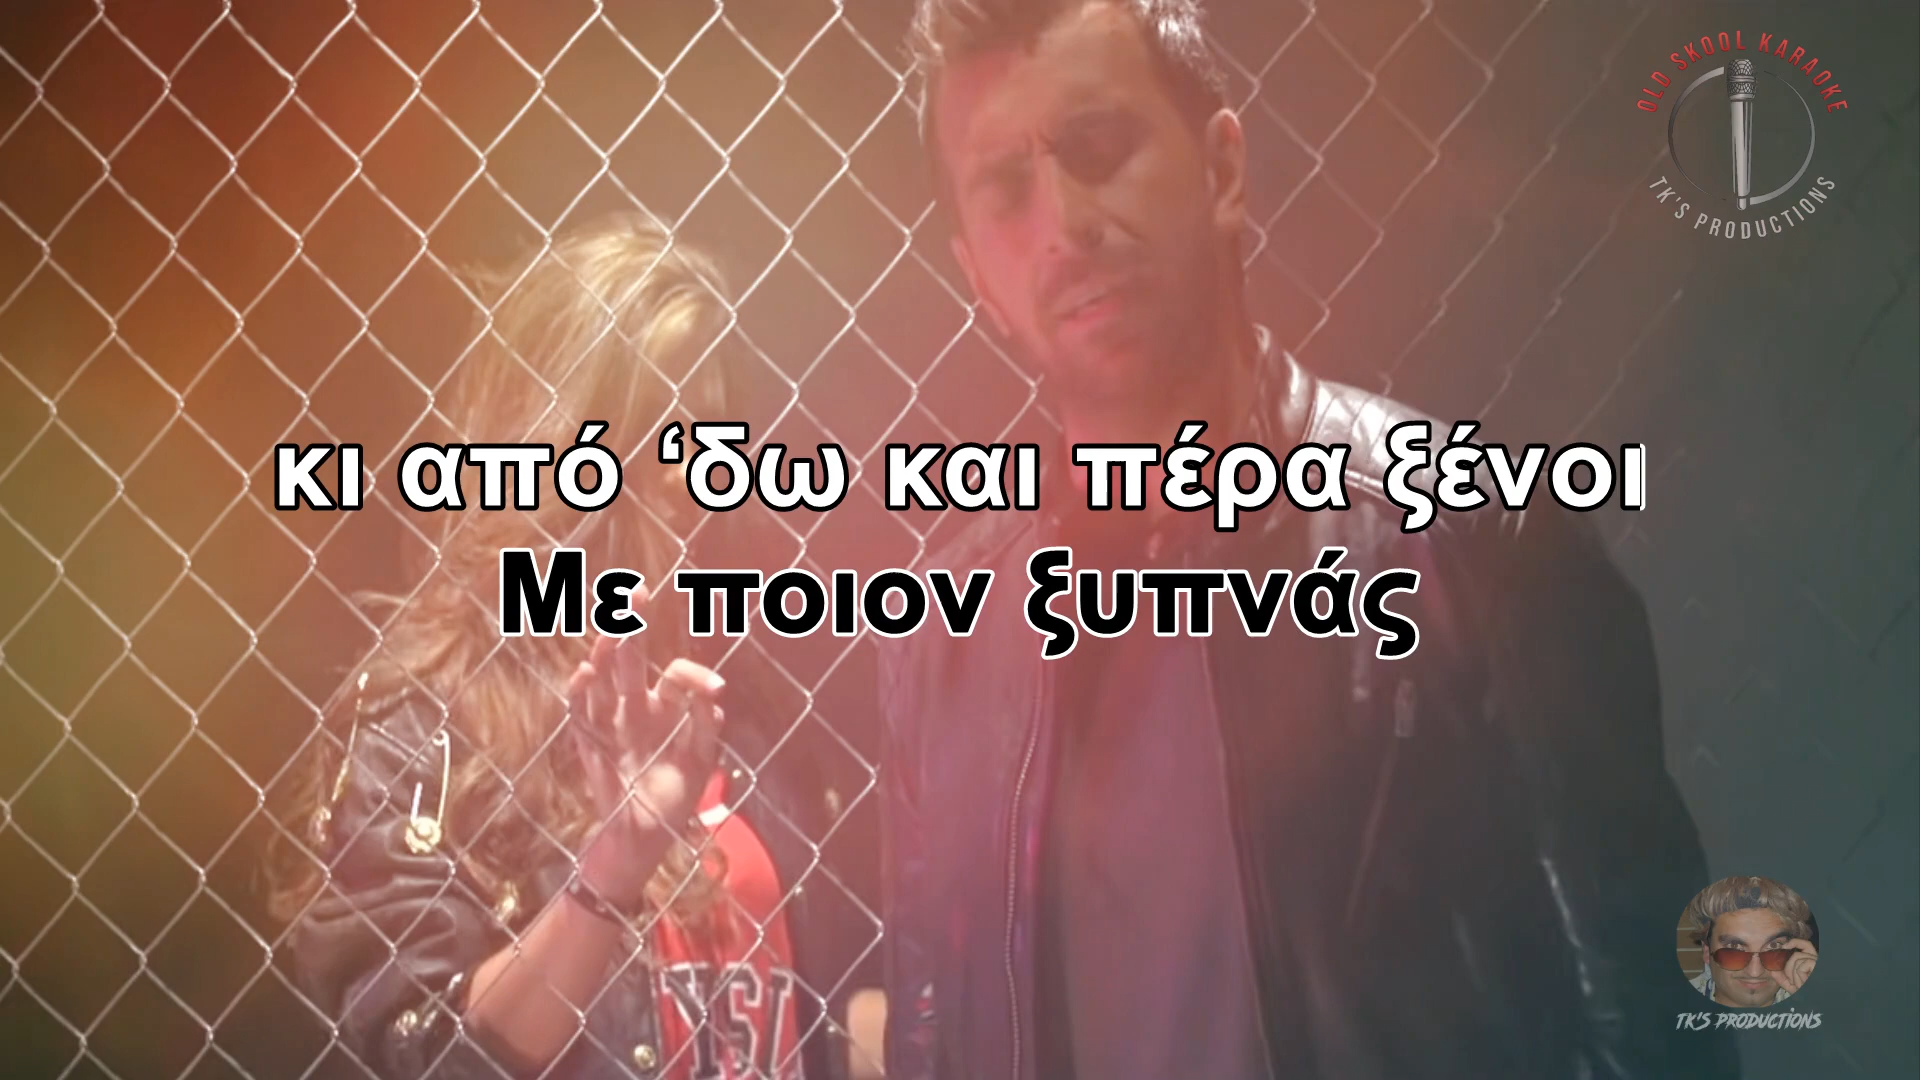 OLD SKOOL KARAOKE
TK'S PRODUCTIONS
κι από ‘δω και πέρα ξένοι
Με ποιον ξυπνάς
TK'S PRODUCTIONS